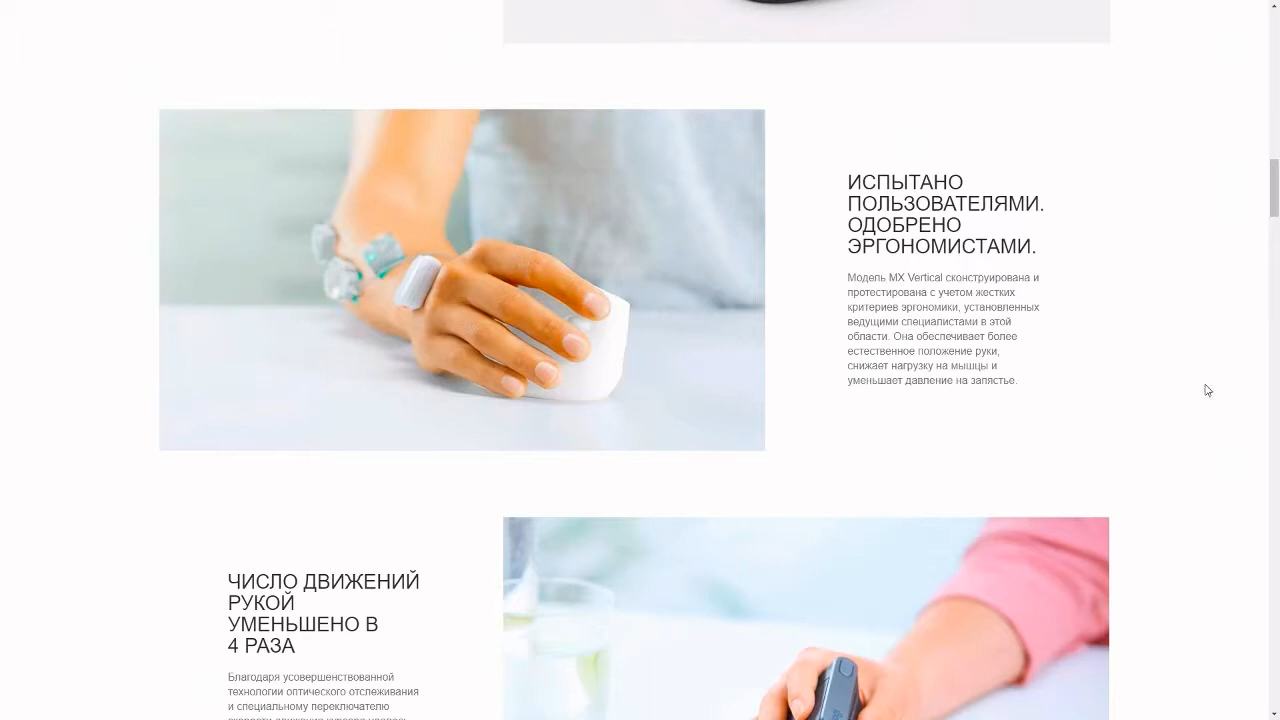 ИСПЫТАНО
ПОЛЬЗОВАТЕЛЯМИ.
ОДОБРЕНО
ЭРГОНОМИСТАМИ.
Модель MX Vertical сконструирована и
протестирована с учетом жестких
критериев эргономики, установленных
ведущими специалистами в этой
области. Она обеспечивает более
естественное положение руки,
снижает нагрузку на мышцы и
уменьшает давление на запястье.
ЧИСЛО ДВИЖЕНИЙ
РУКОЙ
УМЕНЬШЕНО В
4 РАЗА
Благодаря усовершенствованной
технологии оптического отслеживания
и специальному переключателю